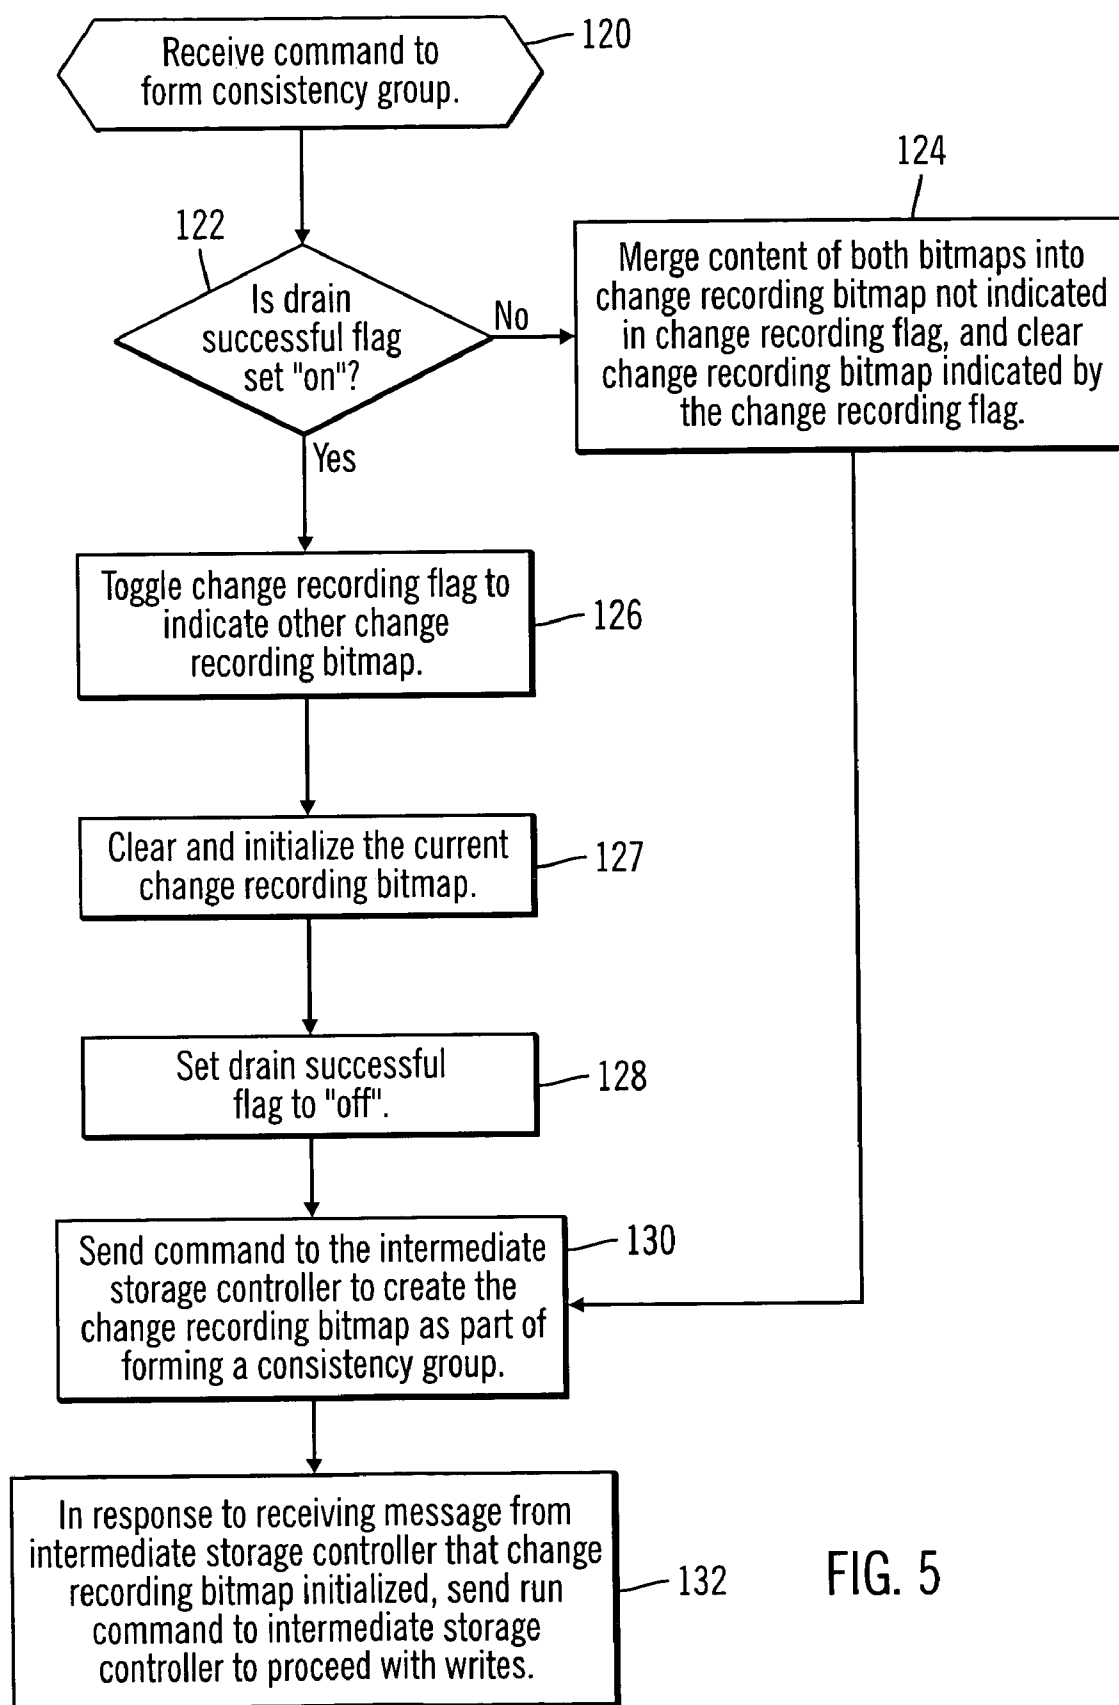 Receive command to
form consistency group.
120
122
Is drain
successful flag
set "on"?
No
124
Merge content of both bitmaps into
change recording bitmap not indicated
in change recording flag, and clear
change recording bitmap indicated by
the change recording flag.
Yes
Toggle change recording flag to
indicate other change
recording bitmap.
126
Clear and initialize the current
change recording bitmap.
127
Set drain successful
flag to "off".
128
Send command to the intermediate
storage controller to create the
change recording bitmap as part of
forming a consistency group.
130
In response to receiving message from
intermediate storage controller that change
recording bitmap initialized, send run
command to intermediate storage
controller to proceed with writes.
132
FIG. 5